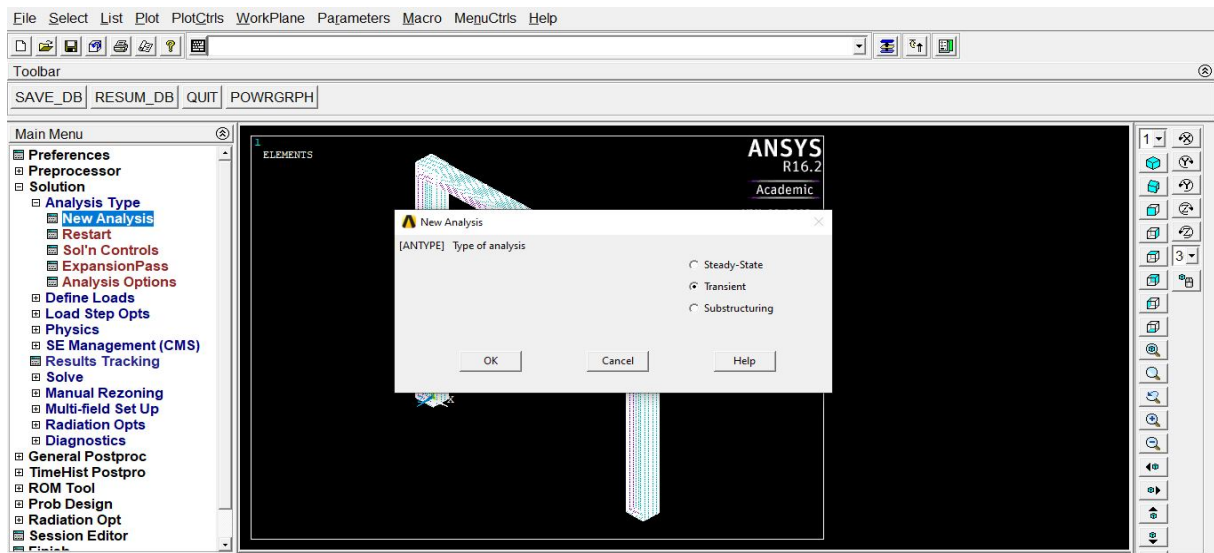 File Select List Plot PlotCtrls WorkPlane Parameters Macro MenuCtrls Help
Toolbar
SAVE_DB RESUM_DB QUIT POWRGRPH
Main Menu
Preferences
Preprocessor
Solution
Analysis Type
New Analysis
Restart
Sol'n Controls
ExpansionPass
Analysis Options
Define Loads
Load Step Opts
Physics
SE Management (CMS)
Results Tracking
Solve
Manual Rezoning
Multi-field Set Up
Radiation Opts
Diagnostics
General Postproc
TimeHist Postpro
ROM Tool
Prob Design
Radiation Opt
Session Editor
1
ELEMENTS
ANSYS
R16.2
Academic
New Analysis
[ANTYPE] Type of analysis
Steady-State
Transient
Substructuring
OK Cancel Help
X
1
3